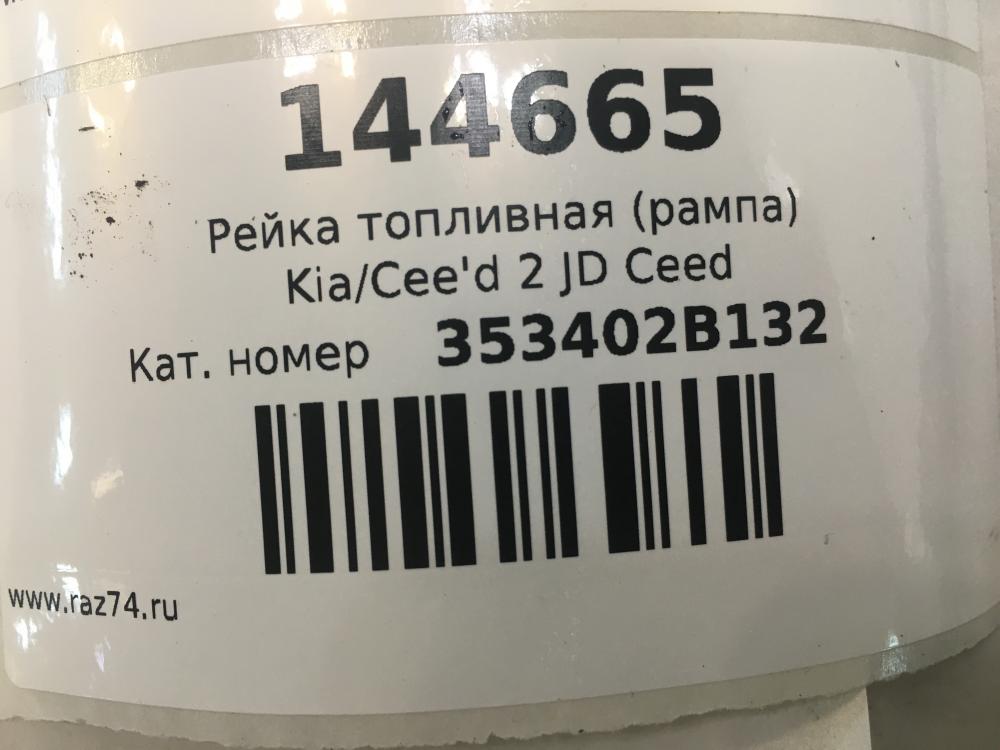 144665
Рейка топливная (рампа)
Kia/Cee'd 2 JD Ceed
Кат. номер 353402B132
www.raz74.ru